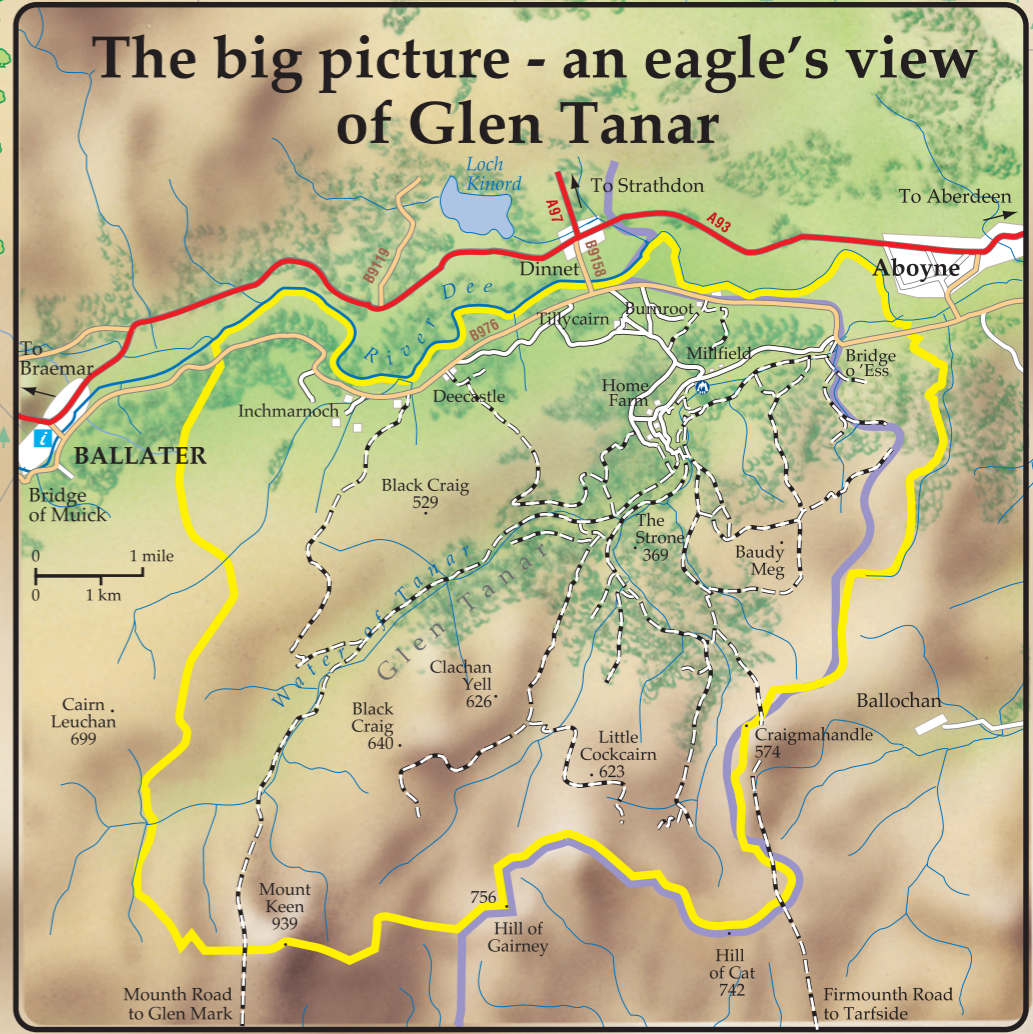 The big picture - an eagle's view
of Glen Tanar
Loch
Kinord
To Strathdon
To Aberdeen
A97
A93
B9119
B9158
Dinnet
Aboyne
River Dee
Tillycairn
Burnroot
B976
To
Braemar
Millfield
Bridge
o 'Ess
Home
Farm
Deecastle
Inchmarnoch
i
BALLATER
Bridge
of Muick
Black Craig
529
The
Strone
369
Baudy
Meg
0
1 mile
0
1 km
Water of Tanar
Glen Tanar
Clachan
Yell
626
Cairn
Leuchan
699
Black
Craig
640
Little
Cockcairn
623
Ballochan
Craigmahandle
574
Mount
Keen
939
756
Hill of
Gairney
Hill
of Cat
742
Mounth Road
to Glen Mark
Firmounth Road
to Tarfside